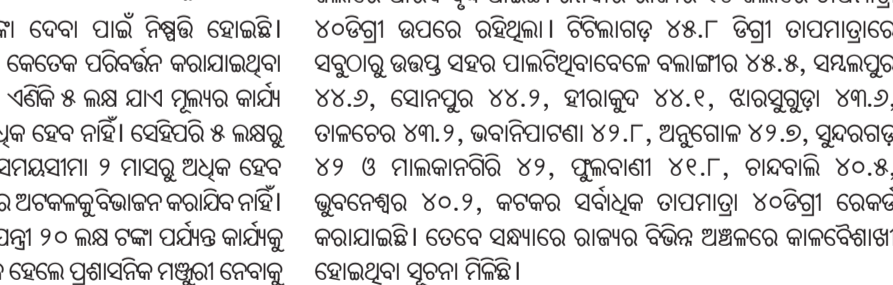 ଦେବା ପାଇଁ ନିଷ୍ପତ୍ତି ହୋଇଛି।
କେତେକ ପରିବର୍ତ୍ତନ କରାଯାଇଥିବା
ଏଣିକି ୫ ଲକ୍ଷ ଯାଏ ମୂଲ୍ୟର କାର୍ଯ୍ୟ
ହେବ ନାହିଁ। ସେହିପରି ୫ ଲକ୍ଷରୁ
ସମୟସୀମା ୨ ମାସରୁ ଅଧିକ ହେବ
ଅଟକଳକୁ ବିଭାଜନ କରାଯିବ ନାହିଁ।
୨୦ ଲକ୍ଷ ଟଙ୍କା ପର୍ଯ୍ୟନ୍ତ କାର୍ଯ୍ୟକୁ
ହେଲେ ପ୍ରଶାସନିକ ମଞ୍ଜୁରୀ ନେବାକୁ
୪୦ଡିଗ୍ରୀ ଉପରେ ରହିଥିଲା। ଟିଟିଲାଗଡ଼ ୪୫.୮ ଡିଗ୍ରୀ ତାପମାତ୍ରାରେ
ସବୁଠାରୁ ଉତ୍ତପ୍ତ ସହର ପାଲଟିଥିବାବେଳେ ବଲାଙ୍ଗୀର ୪୫.୫, ସମ୍ବଲପୁର
୪୪.୬, ସୋନପୁର ୪୪.୨, ହୀରାକୁଦ ୪୪.୧, ଝାରସୁଗୁଡ଼ା ୪୩.୬,
ତାଳଚେର ୪୩.୨, ଭବାନିପାଟଣା ୪୨.୮, ଅନୁଗୋଳ ୪୨.୭, ସୁନ୍ଦରଗଡ଼
୪୨ ଓ ମାଲକାନଗିରି ୪୨, ଫୁଲବାଣୀ ୪୧.୮, ଚାନ୍ଦବାଲି ୪୦.୫,
ଭୁବନେଶ୍ୱର ୪୦.୨, କଟକର ସର୍ବାଧିକ ତାପମାତ୍ରା ୪୦ଡିଗ୍ରୀ ରେକର୍ଡ
କରାଯାଇଛି। ତେବେ ସନ୍ଧ୍ୟାରେ ରାଜ୍ୟର ବିଭିନ୍ନ ଅଞ୍ଚଳରେ କାଳବୈଶାଖୀ
ହୋଇଥିବା ସୂଚନା ମିଳିଛି।